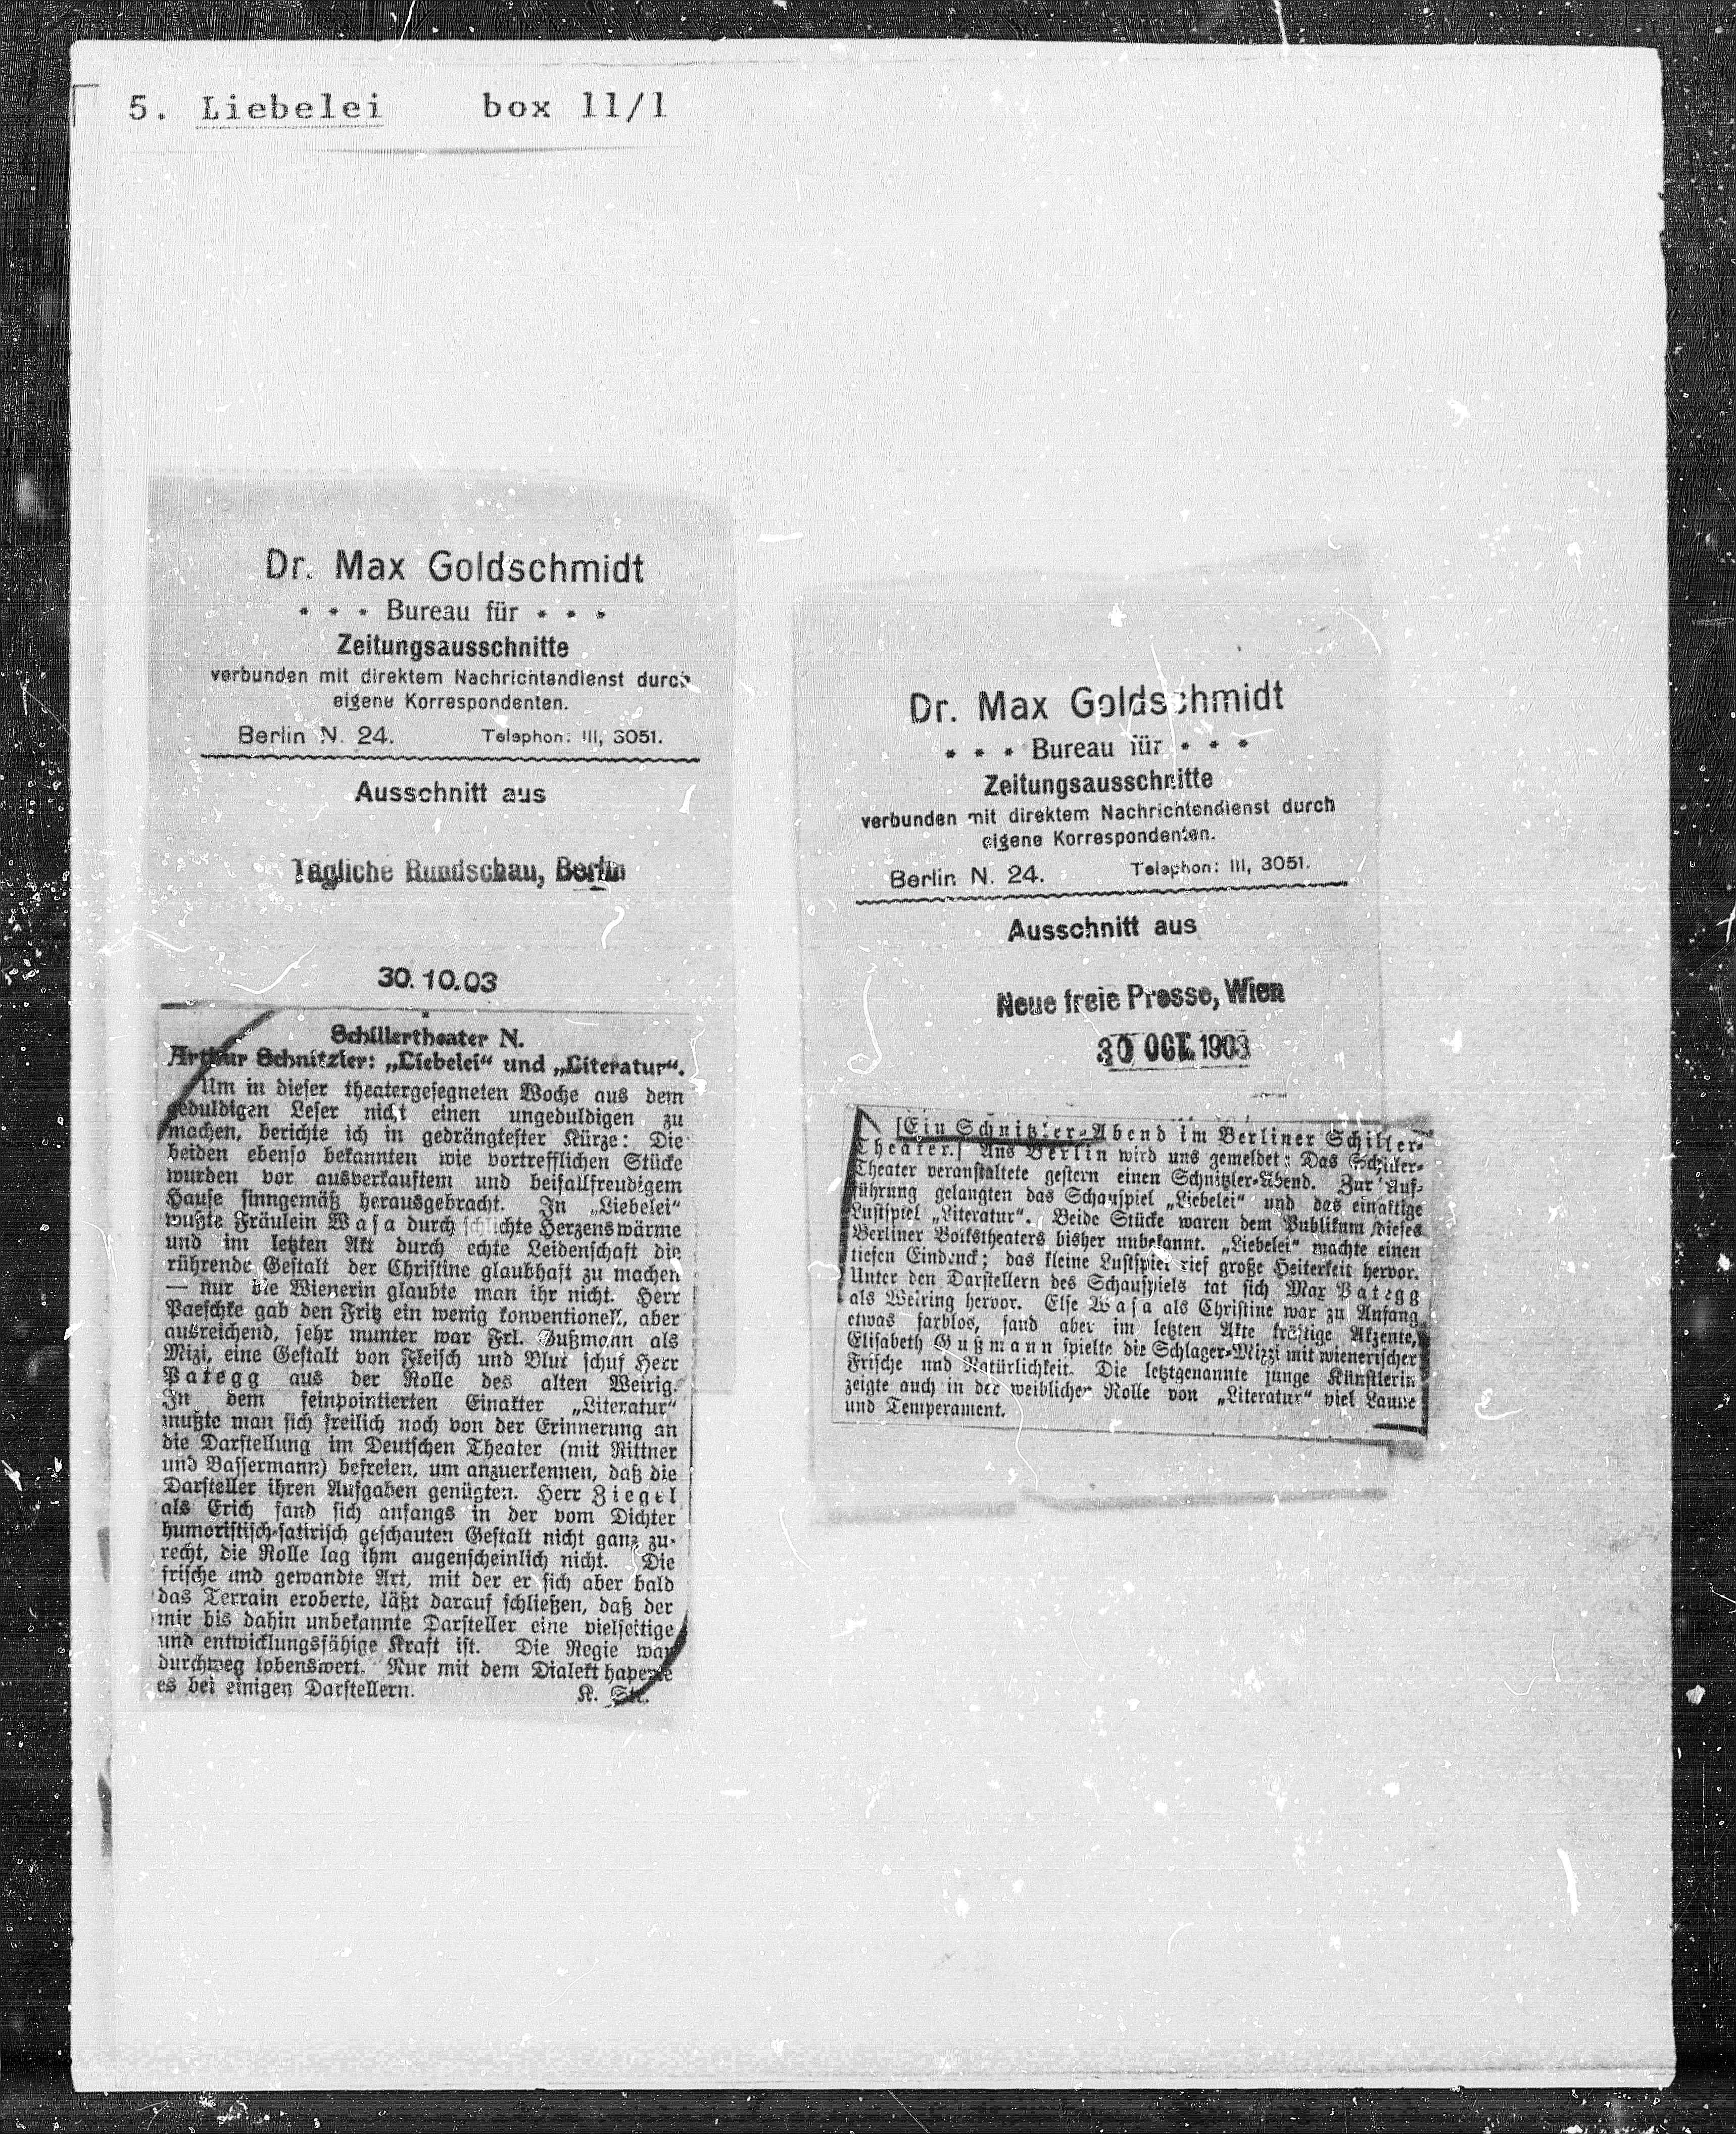 5. Liebelei box 11/1
Dr. Max Goldschmidt
* * * Bureau für * * *
Zeitungsausschnitte
verbunden mit direktem Nachrichtendienst durch
eigene Korrespondenten.
Berlin N. 24. Telephon: III, 3051.
Ausschnitt aus
Tägliche Rundschau, Berlin
30.10.03
Schillertheater N.
Arthur Schnitzler: „Liebelei“ und „Literatur“.
Um in dieser theatergesegneten Woche aus dem
geduldigen Leser nicht einen ungeduldigen zu
machen, berichte ich in gedrängtester Kürze: Die
beiden ebenso bekannten wie vortrefflichen Stücke
wurden vor ausverkauftem und beifallfreudigem
Hause sinngemäß herausgebracht. In „Liebelei“
wußte Fräulein Wasa durch schlichte Herzenswärme
und im letzten Akt durch echte Leidenschaft die
rührende Gestalt der Christine glaubhaft zu machen
— nur die Wienerin glaubte man ihr nicht. Herr
Paeschke gab den Fritz ein wenig konventionell, aber
ausreichend, sehr munter war Frl. Gußmann als
Mizi, eine Gestalt von Fleisch und Blut schuf Herr
Pategg aus der Rolle des alten Weirig.
In dem feinpointierten Einakter „Literatur“
mußte man sich freilich noch von der Erinnerung an
die Darstellung im Deutschen Theater (mit Rittner
und Bassermann) befreien, um anzuerkennen, daß die
Darsteller ihren Aufgaben genügten. Herr Ziegel
als Erich fand sich anfangs in der vom Dichter
humoristisch-satirisch geschauten Gestalt nicht ganz zu-
recht, die Rolle lag ihm augenscheinlich nicht. Die
frische und gewandte Art, mit der er sich aber bald
das Terrain eroberte, läßt darauf schließen, daß der
mir bis dahin unbekannte Darsteller eine vielseitige
und entwicklungsfähige Kraft ist. Die Regie war
durchweg lobenswert. Nur mit dem Dialekt haperte
es bei einigen Darstellern. K. Str.
Dr. Max Goldschmidt
* * * Bureau für * * *
Zeitungsausschnitte
verbunden mit direktem Nachrichtendienst durch
eigene Korrespondenten.
Berlin N. 24. Telephon: III, 3051.
Ausschnitt aus
Neue freie Presse, Wien
30 OCT. 1903
[Ein Schnitzler-Abend im Berliner Schiller-
Theater.] Aus Berlin wird uns gemeldet: Das Schiller-
Theater veranstaltete gestern einen Schnitzler-Abend. Zur Auf-
führung gelangten das Schauspiel „Liebelei“ und das einaktige
Lustspiel „Literatur“. Beide Stücke waren dem Publikum dieses
Berliner Volkstheaters bisher unbekannt. „Liebelei“ machte einen
tiefen Eindruck; das kleine Lustspiel rief große Heiterkeit hervor.
Unter den Darstellern des Schauspiels tat sich Max Pategg
als Weiring hervor. Else Wasa als Christine war zu Anfang
etwas farblos, fand aber im letzten Akte kräftige Akzente,
Elisabeth Gußmann spielte die Schlager-Mizzi mit wienerischer
Frische und Natürlichkeit. Die letztgenannte junge Künstlerin
zeigte auch in der weiblichen Rolle von „Literatur“ viel Laune
und Temperament.